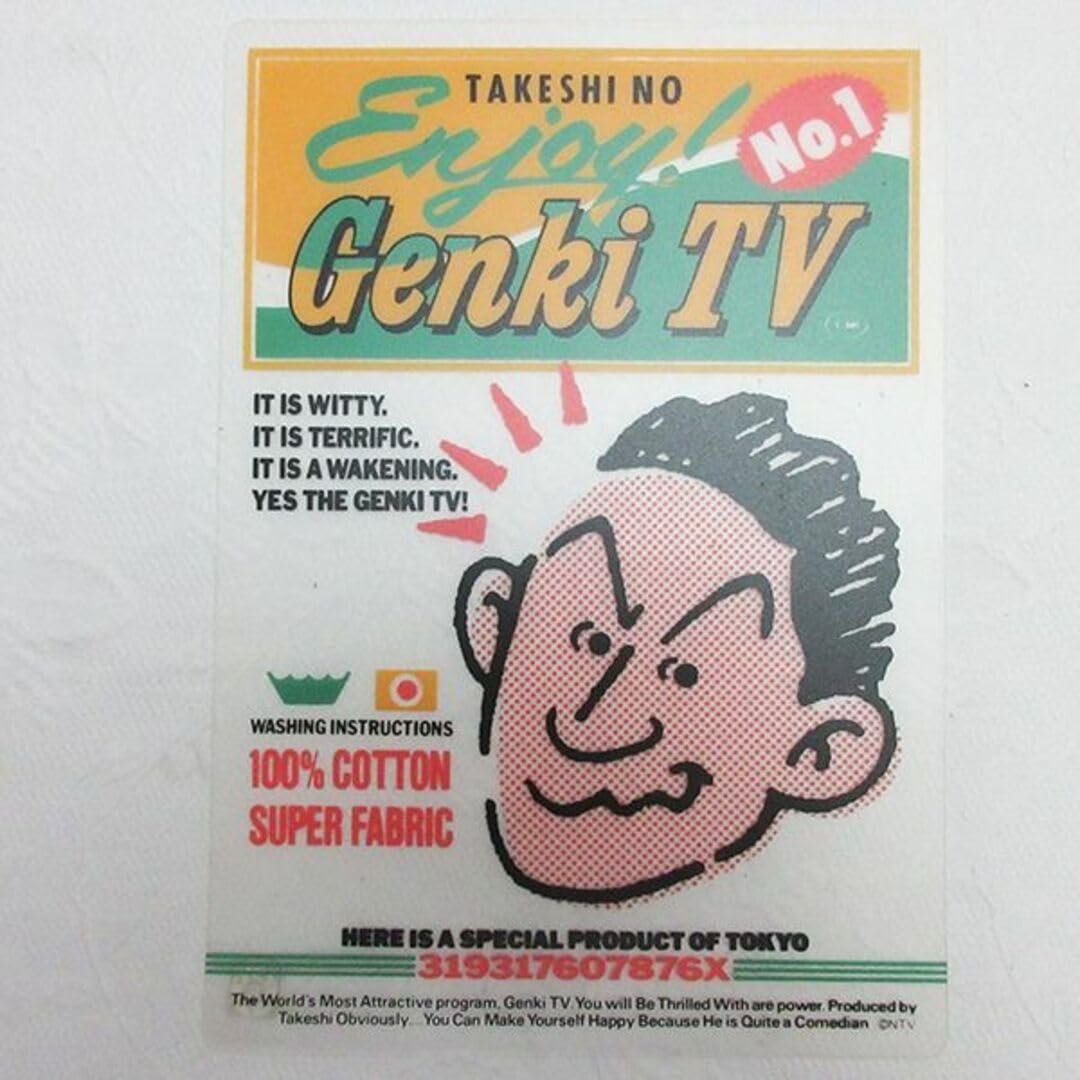 TAKESHI NO
Enjoy!
No.1
Genki TV
IT IS WITTY.
IT IS TERRIFIC.
IT IS A WAKENING.
YES THE GENKI TV!
WASHING INSTRUCTIONS
100% COTTON
SUPER FABRIC
HERE IS A SPECIAL PRODUCT OF TOKYO
319317607876X
The World's Most Attractive program. Genki TV. You will Be Thrilled With are power. Produced by
Takeshi Obviously... You Can Make Yourself Happy Because He is Quite a Comedian ©NTV